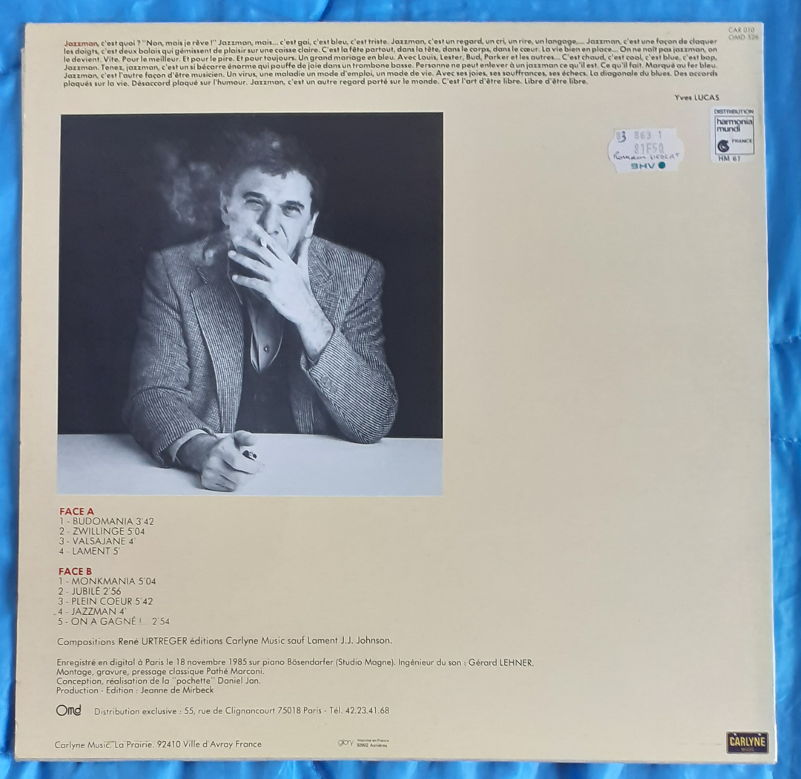 CAR 010
OMD 526
Jazzman, c'est quoi ? "Non, mais je rêve !" Jazzman, mais... c'est gai, c'est bleu, c'est triste. Jazzman, c'est un regard, un cri, un rire, un langage,... Jazzman, c'est une façon de claquer
les doigts, c'est deux balais qui gémissent de plaisir sur une caisse claire. C'est la fête partout, dans la tête, dans le corps, dans le cœur. La vie bien en place... On ne naît pas jazzman, on
le devient. Vite. Pour le meilleur. Et pour le pire. Et pour toujours. Un grand mariage en bleu. Avec Louis, Lester, Bud, Parker et les autres... C'est chaud, c'est cool, c'est blue, c'est bop,
Jazzman. Tenez, jazzman, c'est un si bécarre énorme qui pouffe de joie dans un trombone basse. Personne ne peut enlever à un jazzman ce qu'il est. Ce qu'il fait. Marqué au fer bleu.
Jazzman, c'est l'autre façon d'être musicien. Un virus, une maladie un mode d'emploi, un mode de vie. Avec ses joies, ses souffrances, ses échecs. La diagonale du blues. Des accords
plaqués sur la vie. Désaccord plaqué sur l'humour. Jazzman, c'est un autre regard porté sur le monde. C'est l'art d'être libre. Libre d'être libre.
Yves LUCAS
DISTRIBUTION
harmonia
mundi
FRANCE
HM 61
83 863 1
81F50
BHV
FACE A
1 - BUDOMANIA 3'42
2 - ZWILLINGE 5'04
3 - VALSAJANE 4'
4 - LAMENT 5'
FACE B
1 - MONKMANIA 5'04
2 - JUBILÉ 2'56
3 - PLEIN COEUR 5'42
4 - JAZZMAN 4'
5 - ON A GAGNÉ !... 2'54
Compositions René URTREGER éditions Carlyne Music sauf Lament J.J. Johnson.
Enregistré en digital à Paris le 18 novembre 1985 sur piano Bösendorfer (Studio Magne). Ingénieur du son : Gérard LEHNER.
Montage, gravure, pressage classique Pathé Marconi.
Conception, réalisation de la "pochette" Daniel Jan.
Production - Edition : Jeanne de Mirbeck
Omd Distribution exclusive : 55, rue de Clignancourt 75018 Paris - Tél. 42.23.41.68
Carlyne Music, La Prairie, 92410 Ville d'Avray France
glory
Imprimé en France
92602 Asnières
CARLYNE
MUSIC